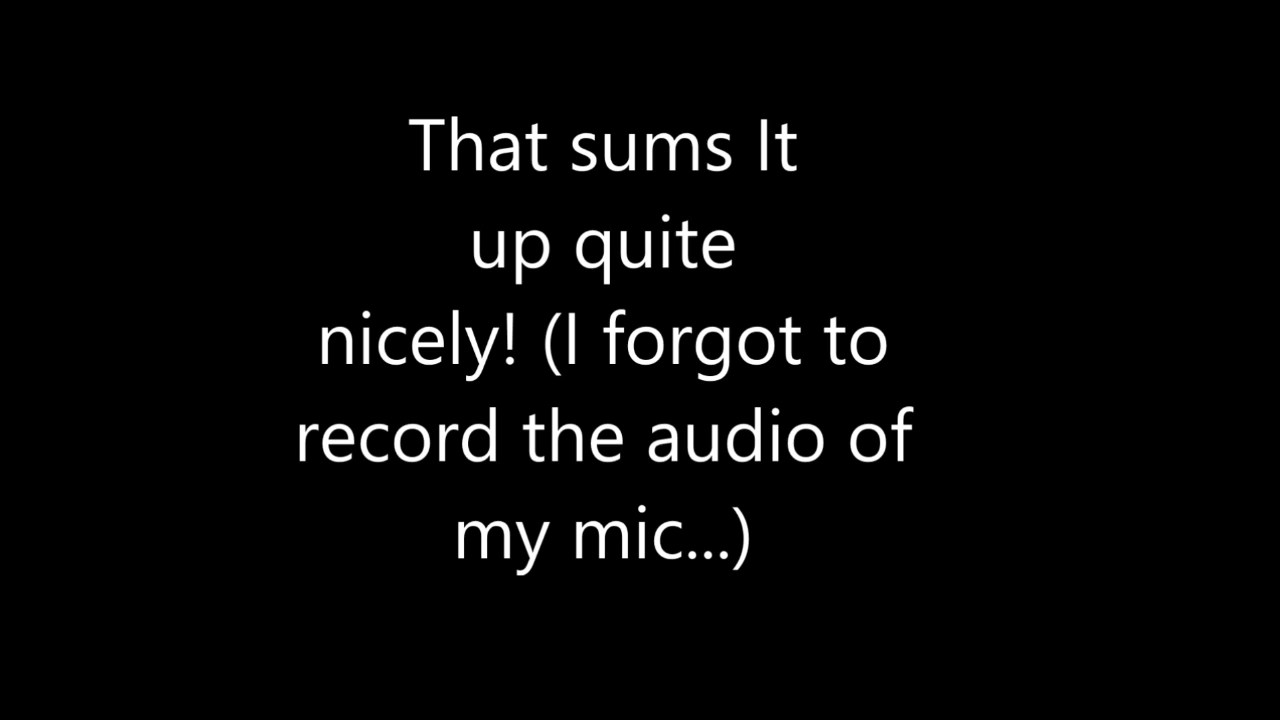 That sums It
up quite
nicely! (I forgot to
record the audio of
my mic...)